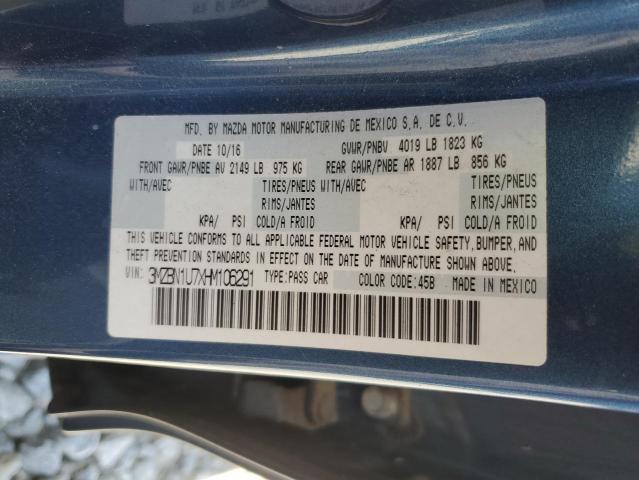 MFD. BY MAZDA MOTOR MANUFACTURING DE MEXICO S.A. DE C.V.
DATE 10/16 GVWR/PNBV 4019 LB 1823 KG
FRONT GAWR/PNBE AV 2149 LB 975 KG REAR GAWR/PNBE AR 1887 LB 856 KG
WITH/AVEC TIRES/PNEUS WITH/AVEC TIRES/PNEUS
RIMS/JANTES RIMS/JANTES
KPA/ PSI COLD/A FROID KPA/ PSI COLD/A FROID
THIS VEHICLE CONFORMS TO ALL APPLICABLE FEDERAL MOTOR VEHICLE SAFETY, BUMPER, AND
THEFT PREVENTION STANDARDS IN EFFECT ON THE DATE OF MANUFACTURE SHOWN ABOVE.
VIN: 3MZBN1U7XHM106291 TYPE:PASS CAR COLOR CODE:45B MADE IN MEXICO